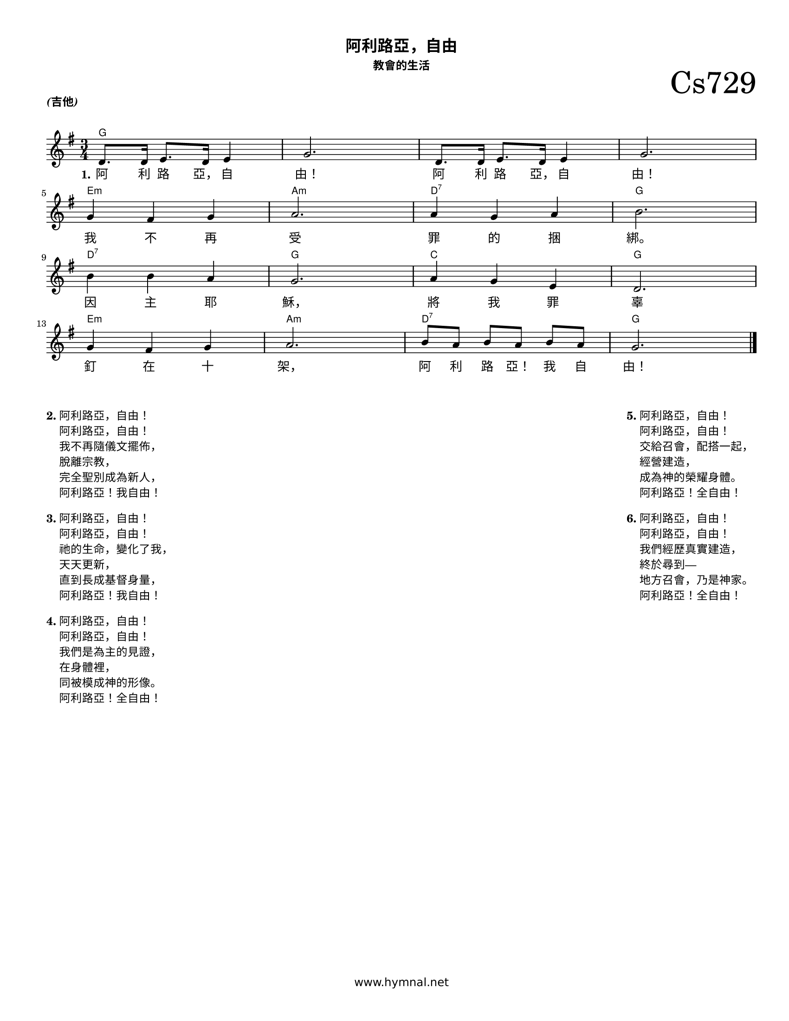 阿利路亞，自由
教會的生活
Cs729
(吉他)
G
1. 阿 利 路 亞， 自 由！ 阿 利 路 亞， 自 由！
5 Em Am D7 G
我 不 再 受 罪 的 捆 綁。
9 D7 G C G
因 主 耶 穌， 將 我 罪 辜
13 Em Am D7 G
釘 在 十 架， 阿 利 路 亞！ 我 自 由！
2. 阿利路亞，自由！
阿利路亞，自由！
我不再隨儀文擺佈，
脫離宗教，
完全聖別成為新人，
阿利路亞！我自由！
3. 阿利路亞，自由！
阿利路亞，自由！
祂的生命，變化了我，
天天更新，
直到長成基督身量，
阿利路亞！我自由！
4. 阿利路亞，自由！
阿利路亞，自由！
我們是為主的見證，
在身體裡，
同被模成神的形像。
阿利路亞！全自由！
5. 阿利路亞，自由！
阿利路亞，自由！
交給召會，配搭一起，
經營建造，
成為神的榮耀身體。
阿利路亞！全自由！
6. 阿利路亞，自由！
阿利路亞，自由！
我們經歷真實建造，
終於尋到—
地方召會，乃是神家。
阿利路亞！全自由！
www.hymnal.net